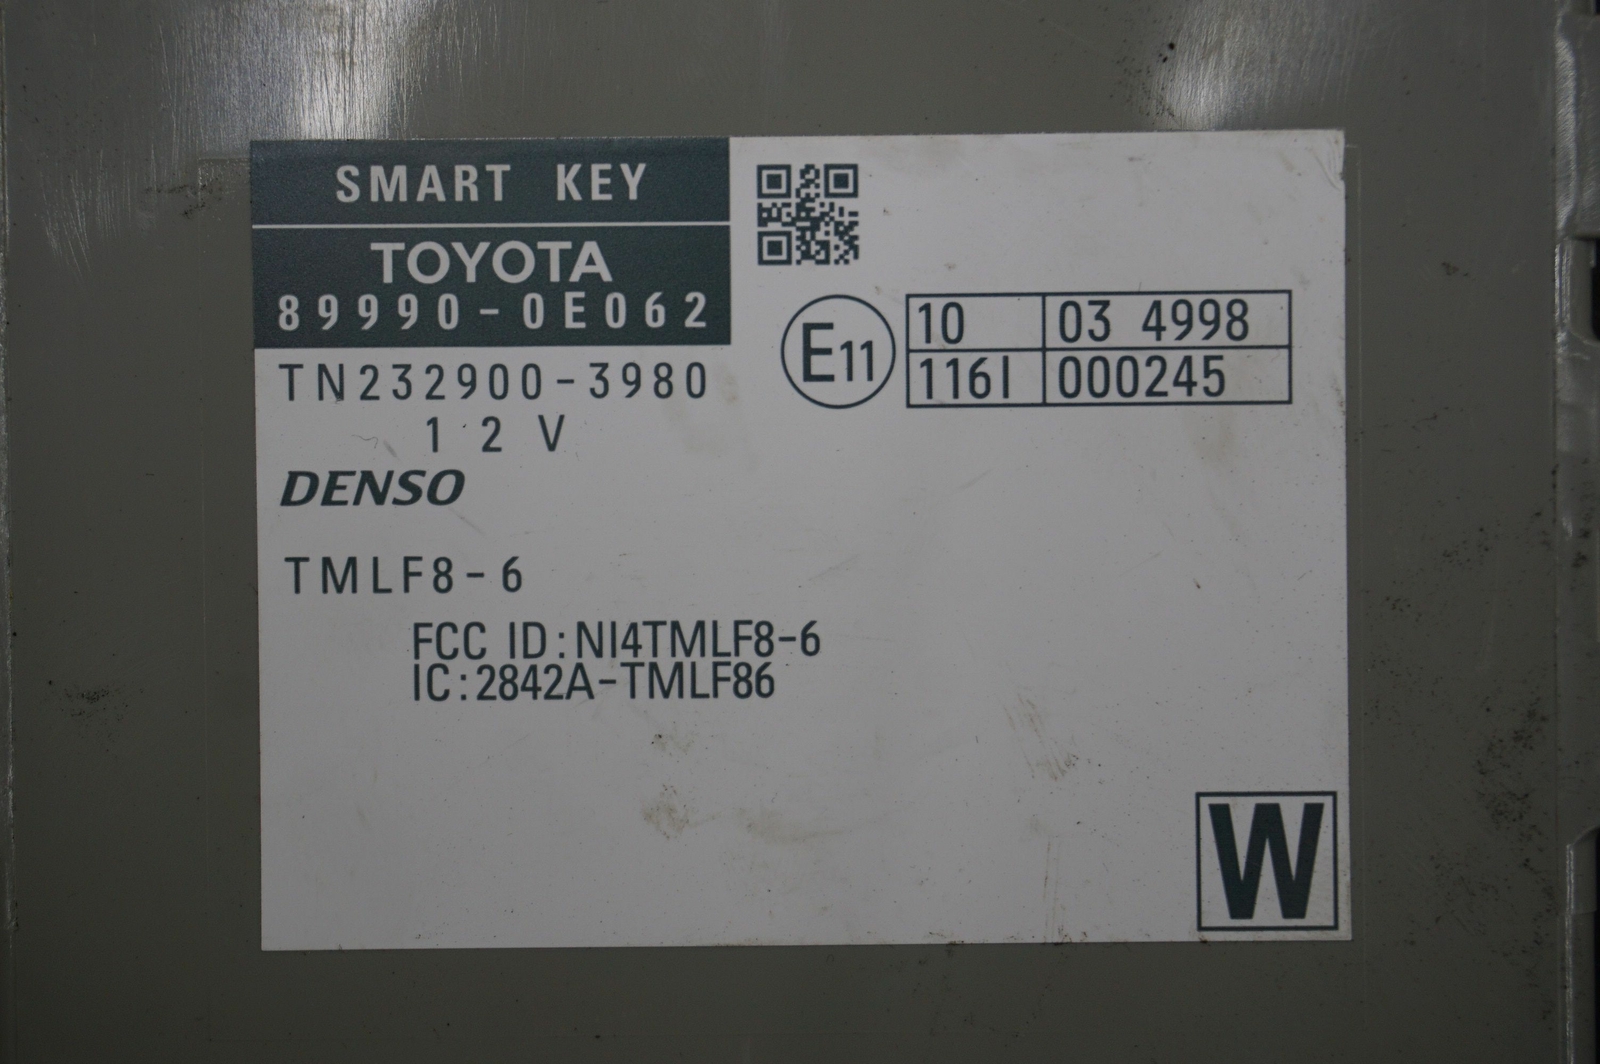 SMART KEY
TOYOTA
89990-0E062
TN232900-3980
12V
DENSO
TMLF8-6
FCC ID:NI4TMLF8-6
IC:2842A-TMLF86
E11
10 03 4998
116I 000245
W